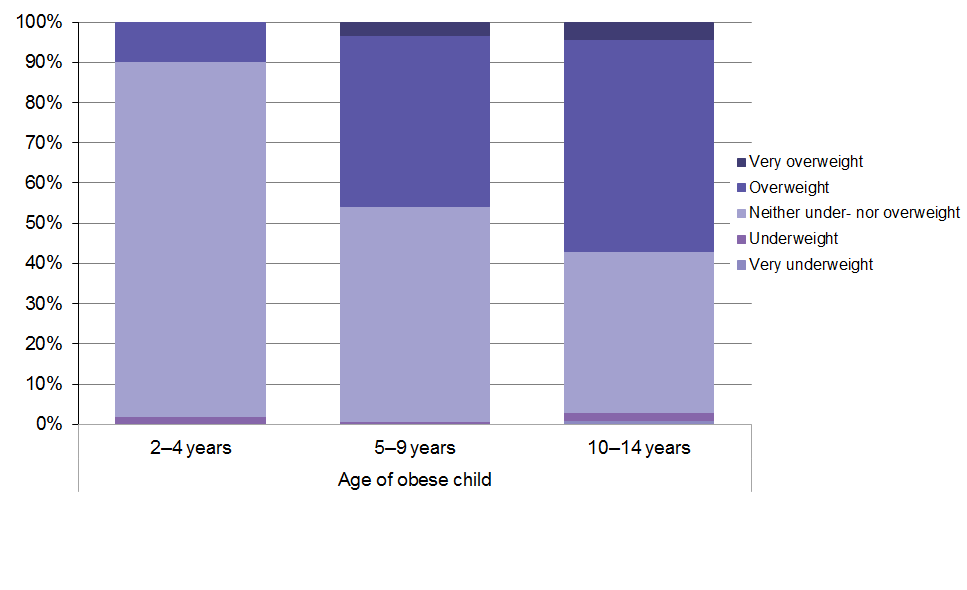 100%
90%
80%
70%
60%
50%
40%
30%
20%
10%
0%
2–4 years
5–9 years
10–14 years
Age of obese child
Very overweight
Overweight
Neither under- nor overweight
Underweight
Very underweight